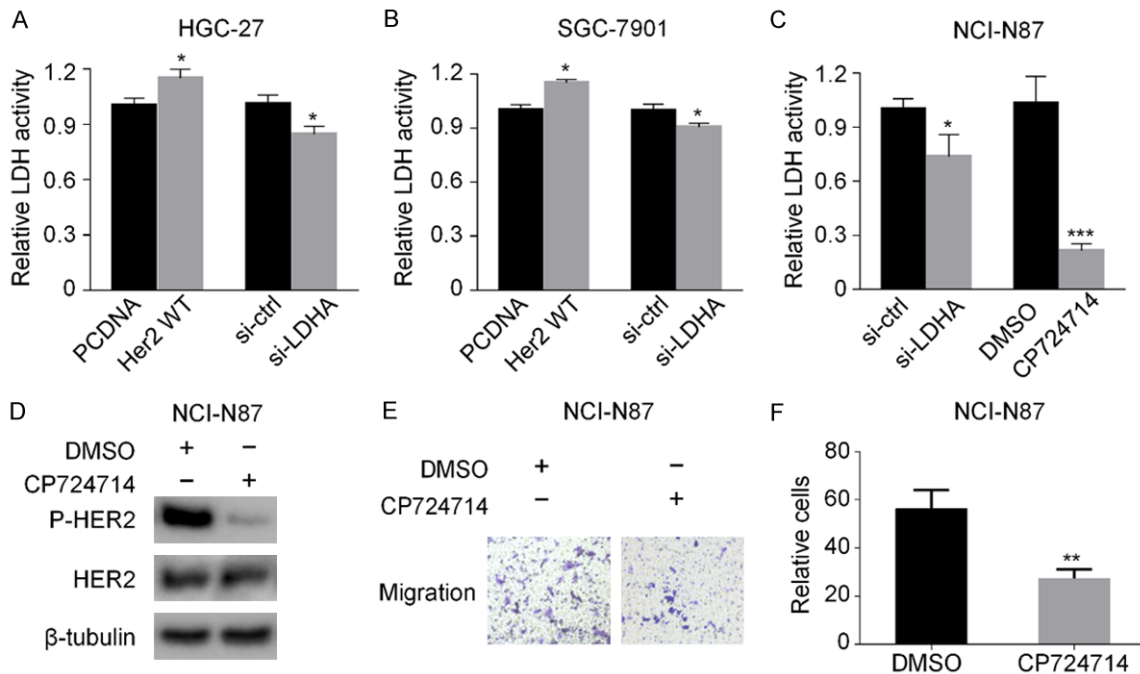 A
HGC-27
Relative LDH activity
1.2
0.9
0.6
0.3
0
*
*
PCDNA
Her2 WT
si-ctrl
si-LDHA
B
SGC-7901
Relative LDH activity
1.2
0.9
0.6
0.3
0
*
*
PCDNA
Her2 WT
si-ctrl
si-LDHA
C
NCI-N87
Relative LDH activity
1.2
0.9
0.6
0.3
0
*
***
si-ctrl
si-LDHA
DMSO
CP724714
D
NCI-N87
DMSO + −
CP724714 − +
P-HER2
HER2
β-tubulin
E
NCI-N87
DMSO + −
CP724714 − +
Migration
F
NCI-N87
Relative cells
80
60
40
20
0
**
DMSO
CP724714